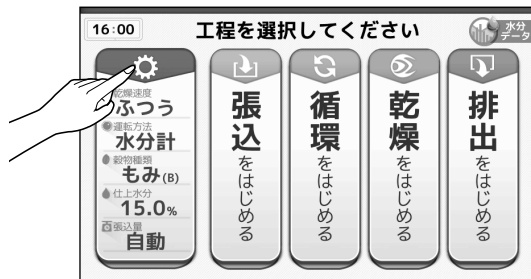 16:00
工程を選択してください
水分
データ
乾燥速度
ふつう
運転方法
水分計
穀物種類
もみ(B)
仕上水分
15.0%
張込量
自動
張込をはじめる
循環をはじめる
乾燥をはじめる
排出をはじめる